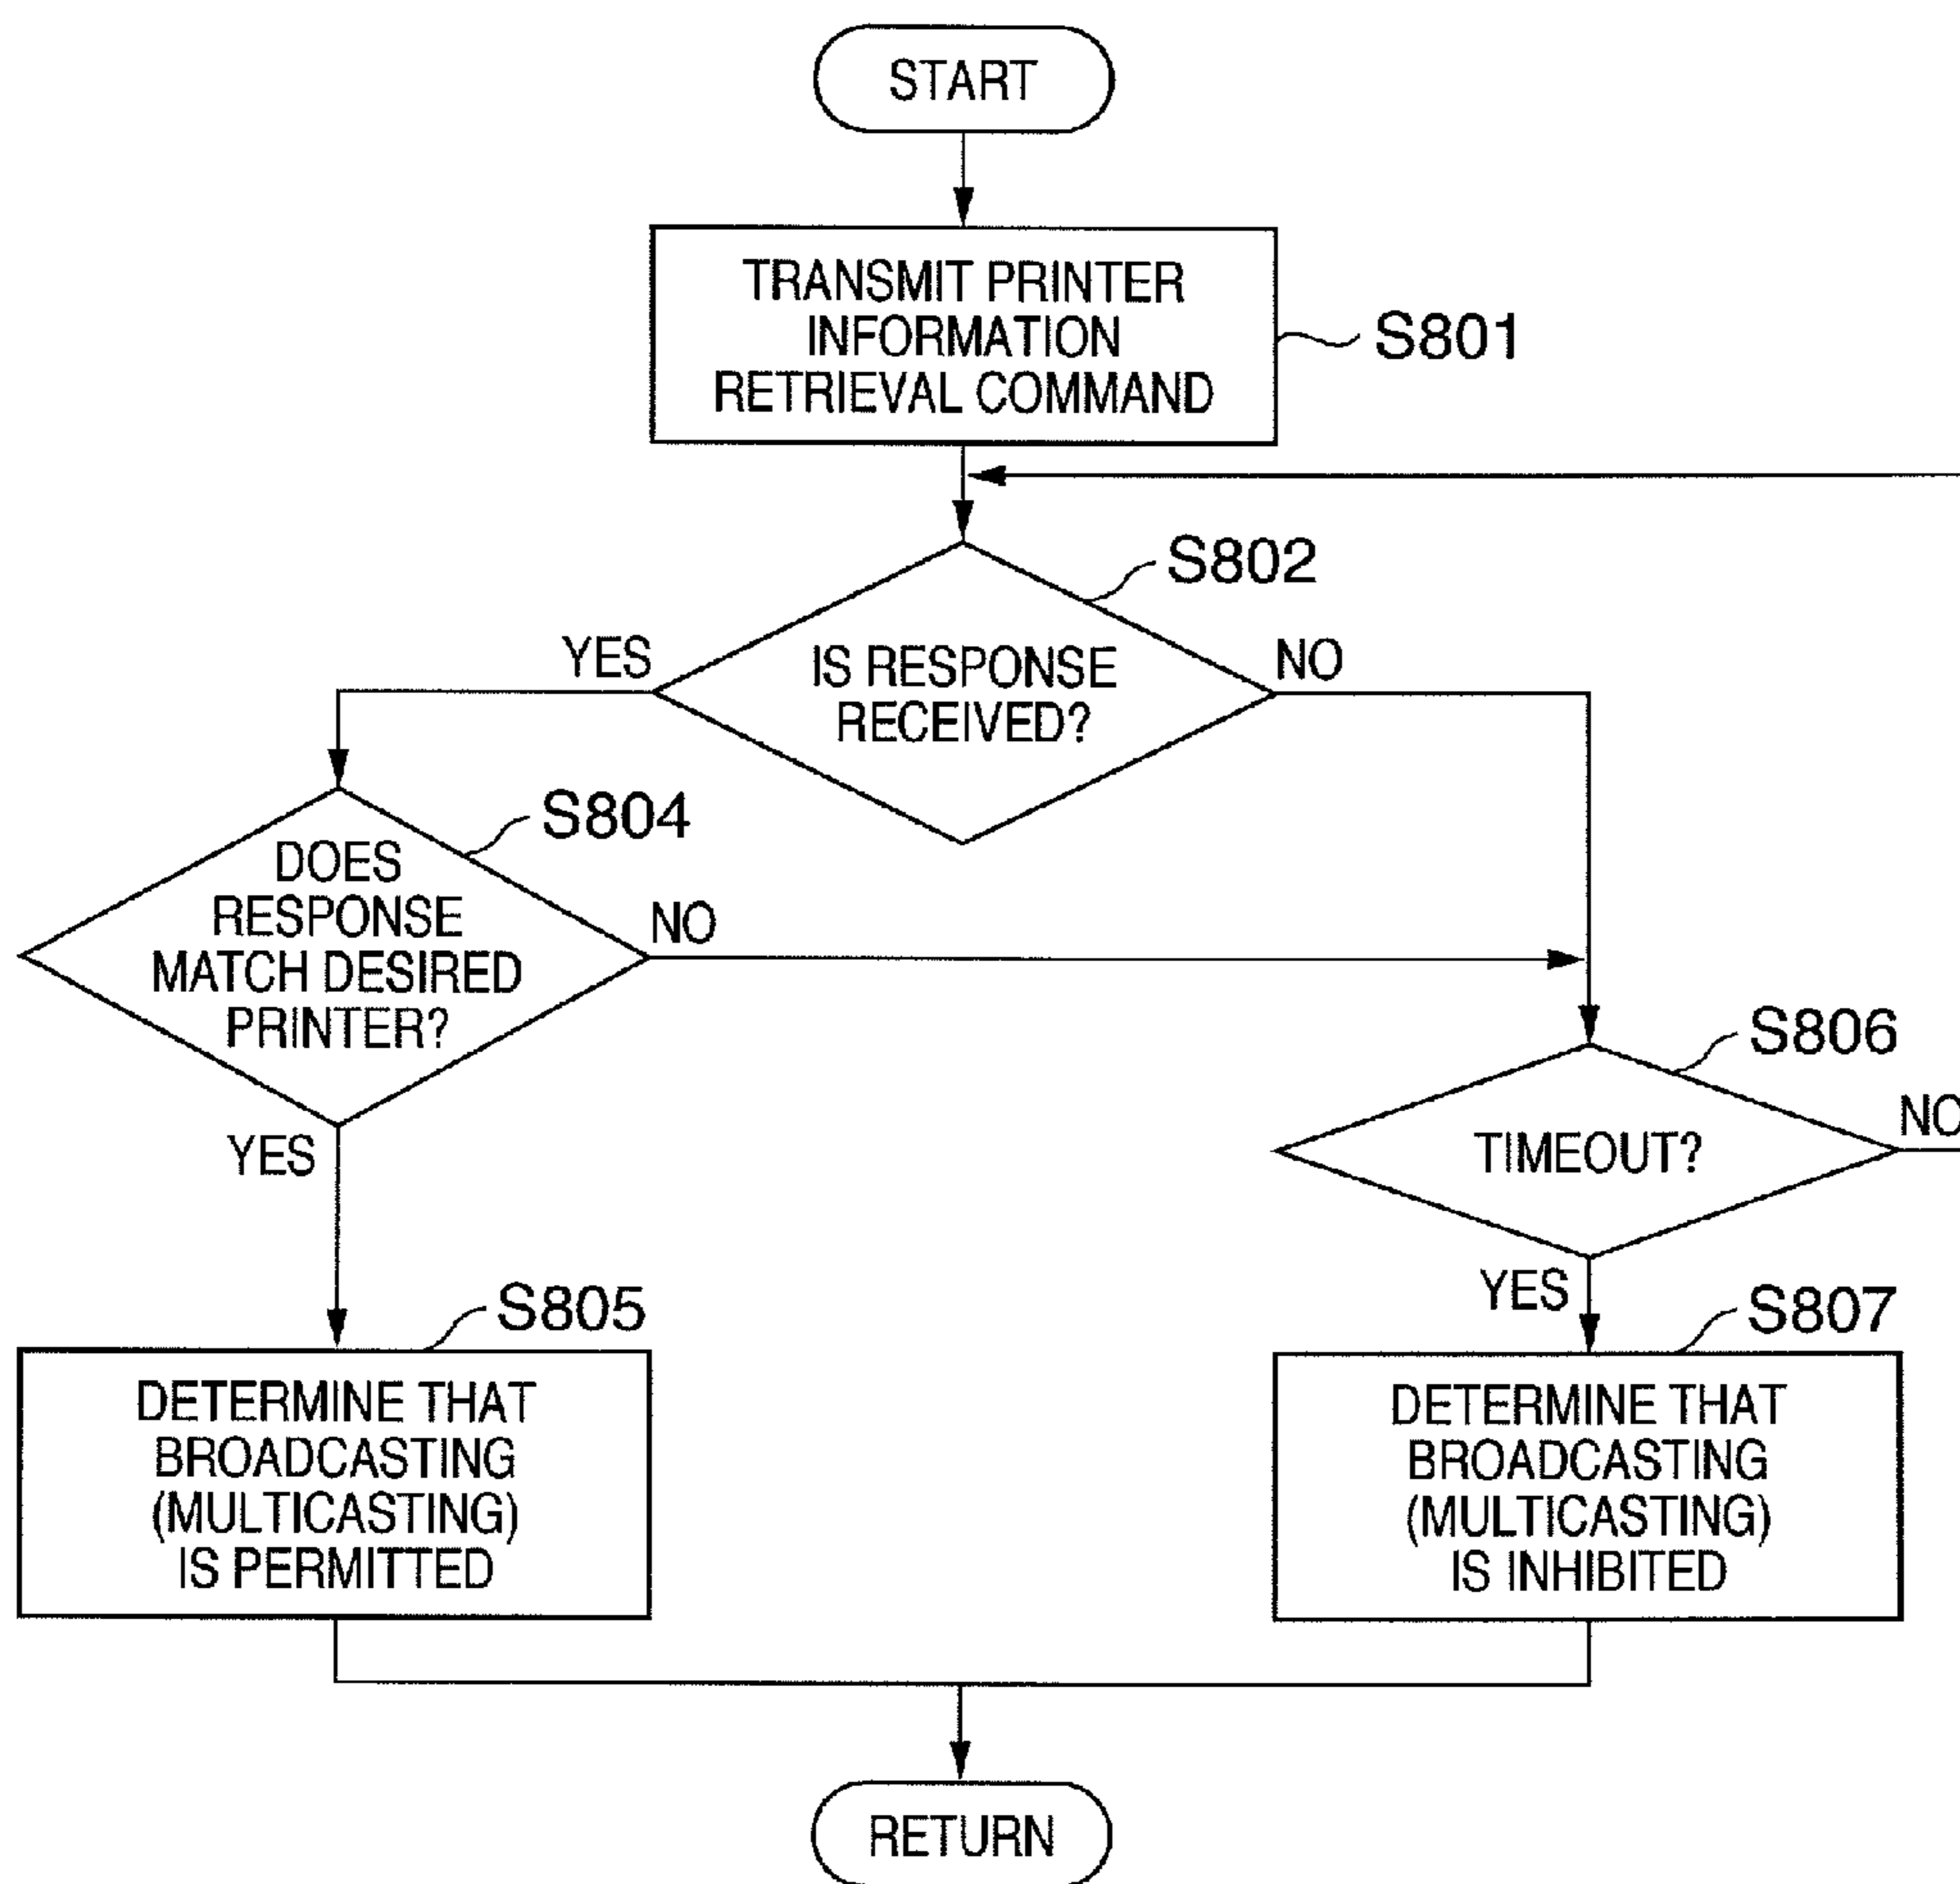 START
TRANSMIT PRINTER
INFORMATION
RETRIEVAL COMMAND
S801
S802
YES
IS RESPONSE
RECEIVED?
NO
S804
DOES
RESPONSE
MATCH DESIRED
PRINTER?
NO
YES
S806
TIMEOUT?
NO
YES
S805
DETERMINE THAT
BROADCASTING
(MULTICASTING)
IS PERMITTED
S807
DETERMINE THAT
BROADCASTING
(MULTICASTING)
IS INHIBITED
RETURN